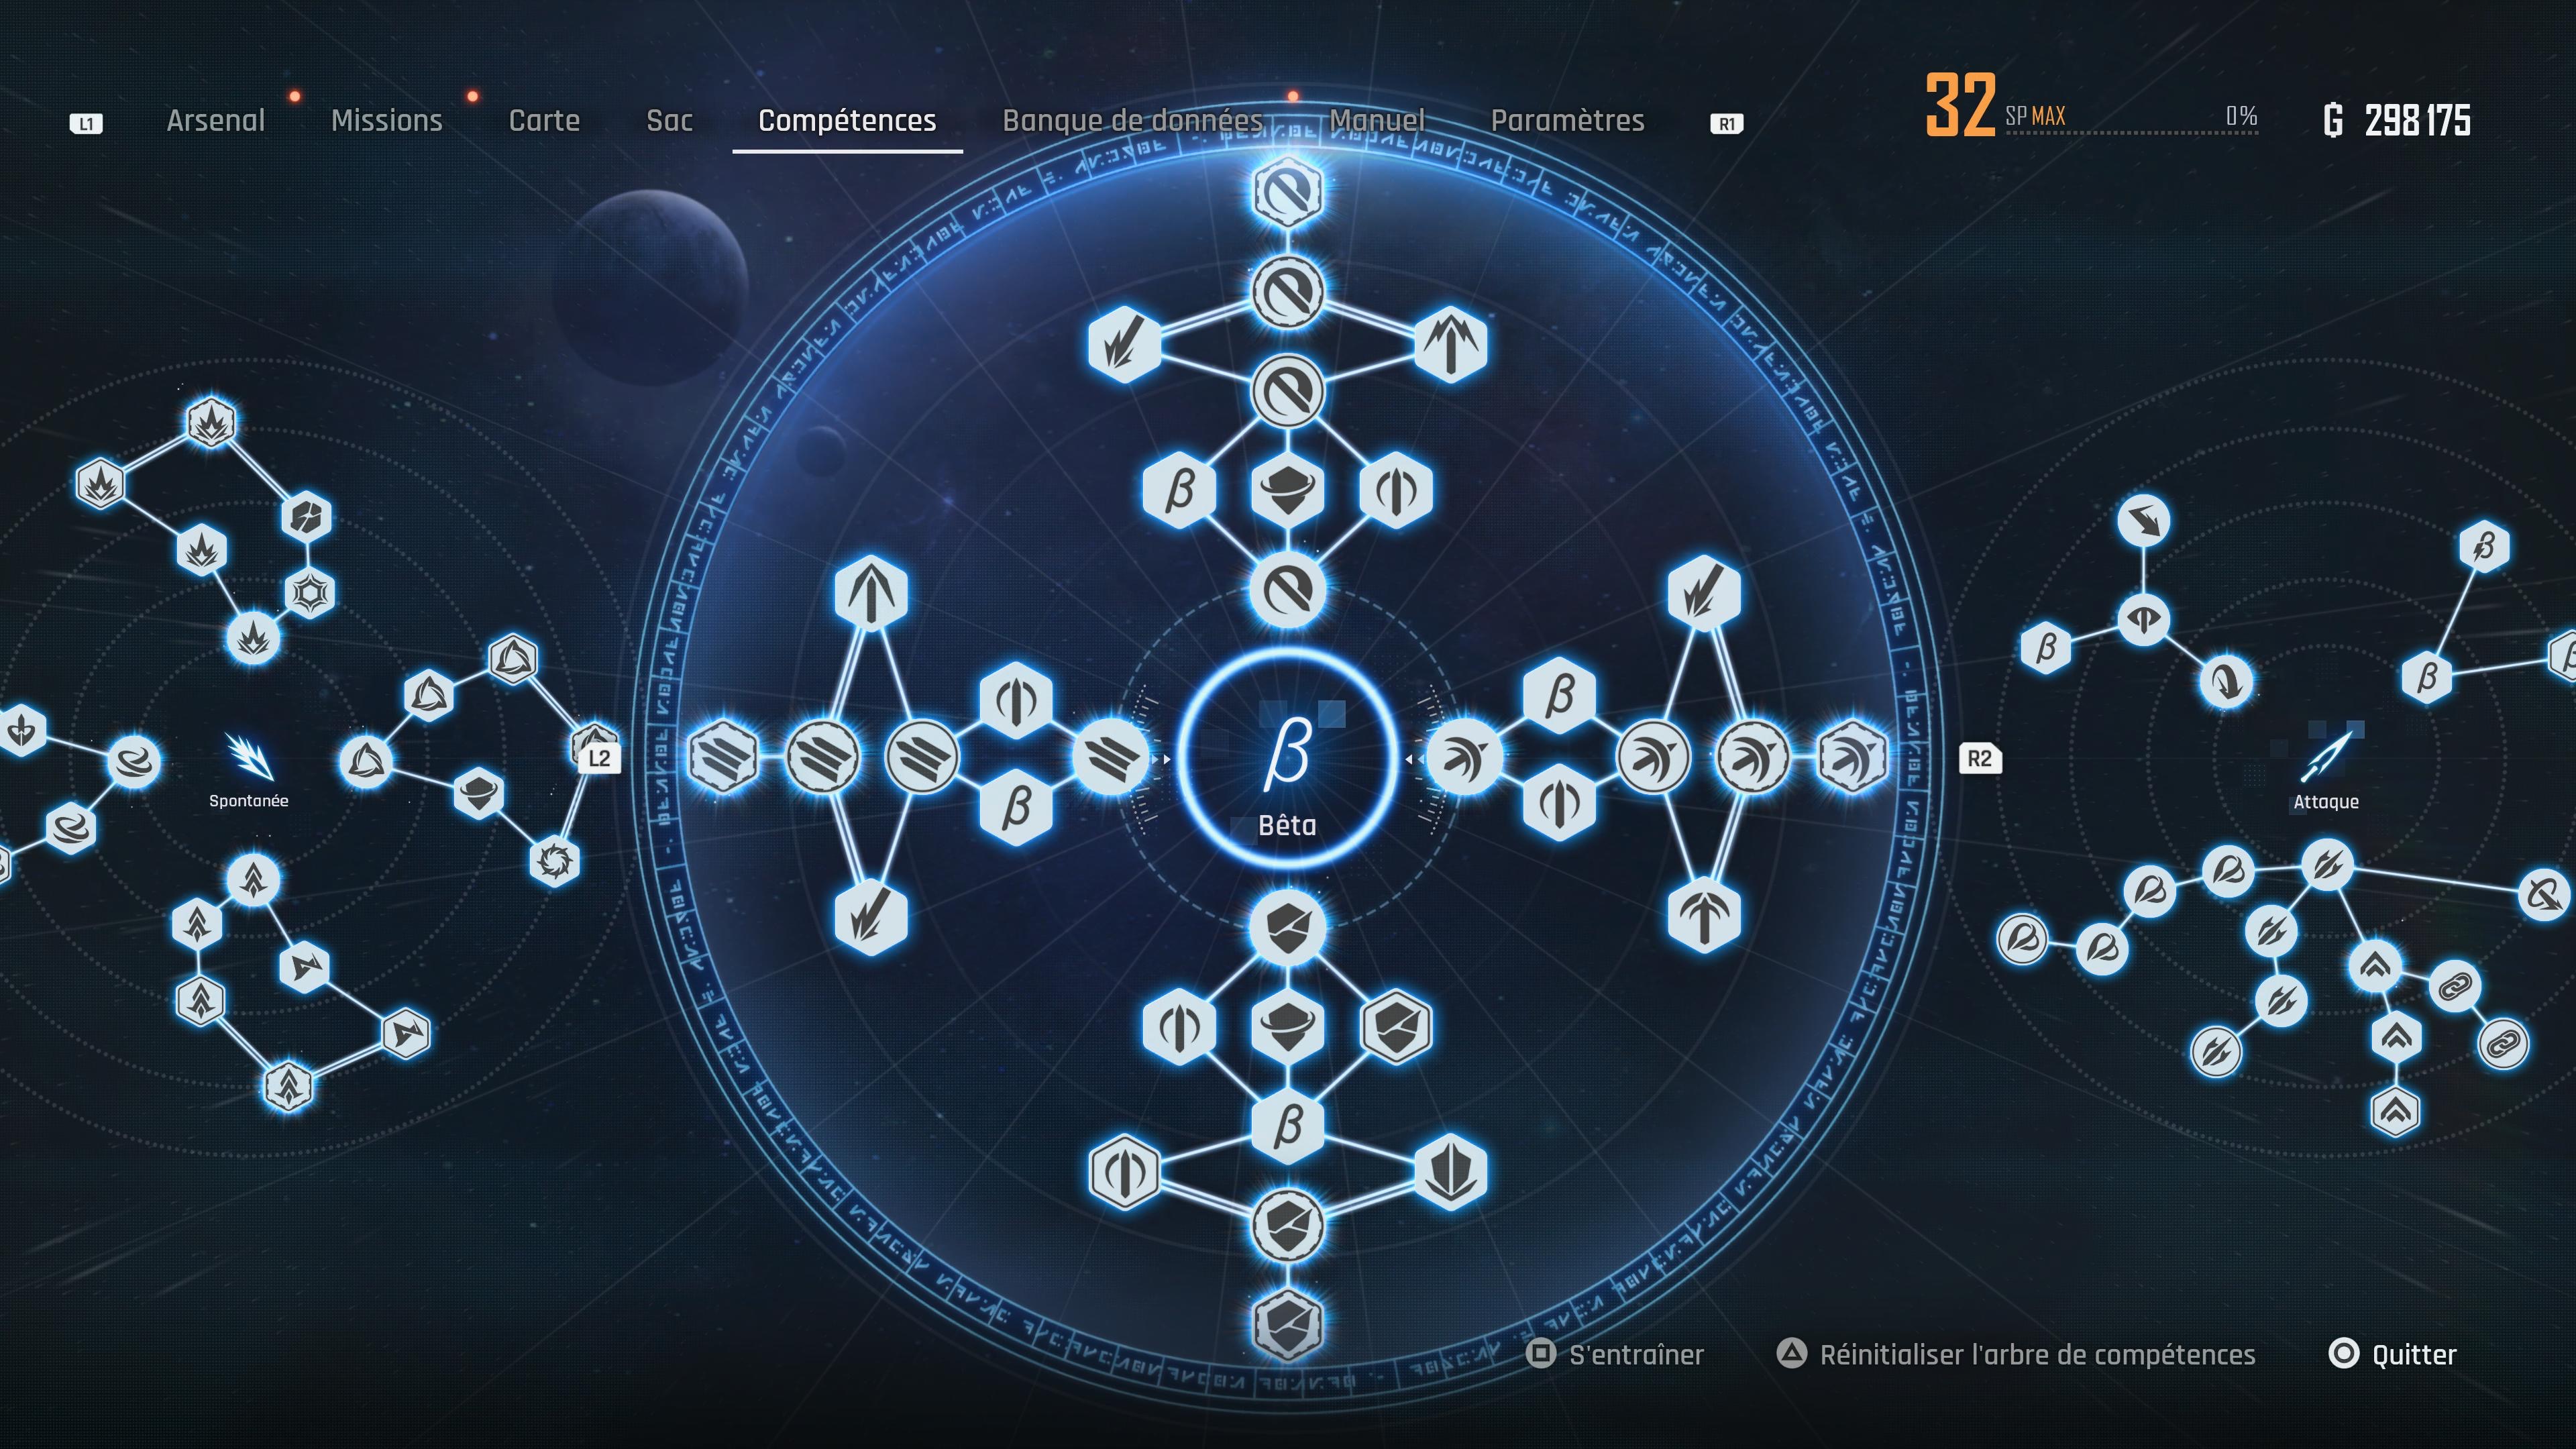 L1 Arsenal Missions Carte Sac Compétences Banque de données Manuel Paramètres R1
32 SP MAX 0% 298 175
L2
R2
Spontanée
β
Bêta
Attaque
S'entraîner Réinitialiser l'arbre de compétences Quitter